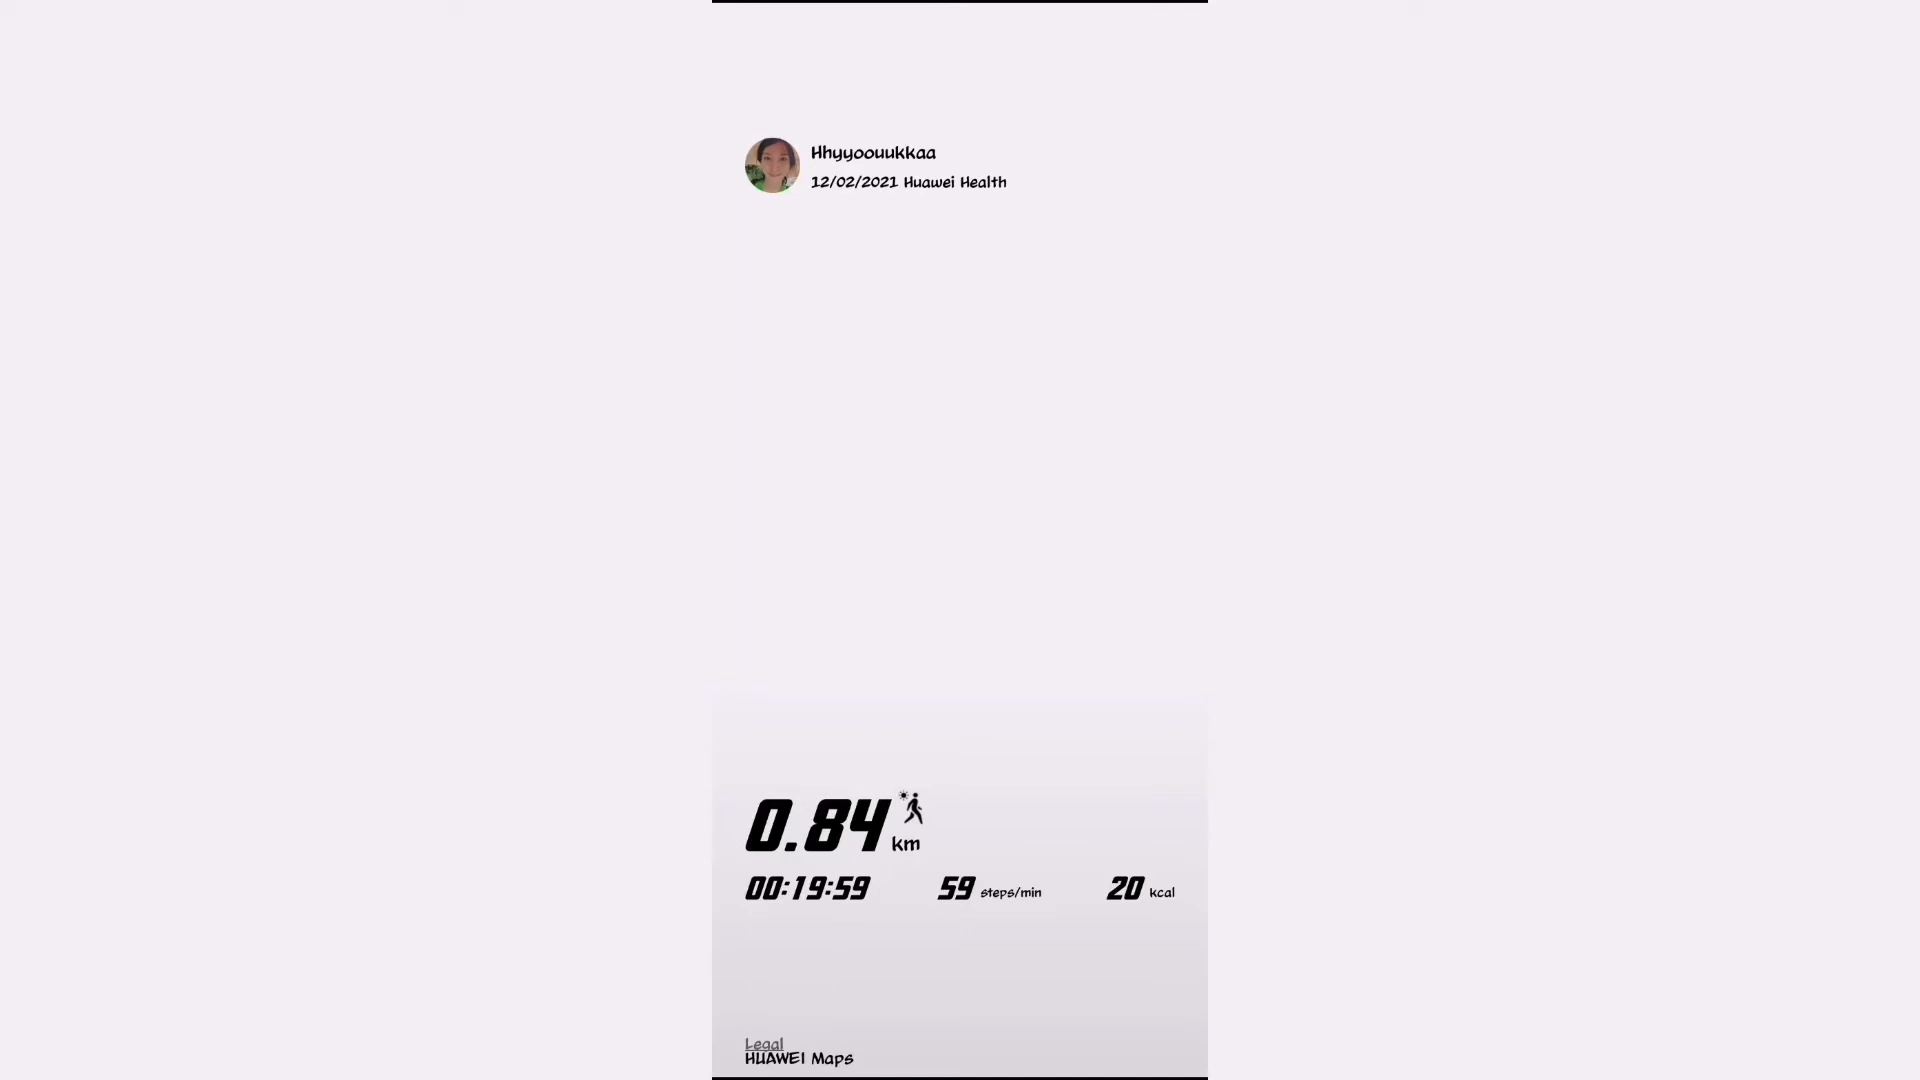 Hhyyoouukkaa
12/02/2021 Huawei Health
0.84 km
00:19:59 59 steps/min 20 kcal
Legal
HUAWEI Maps